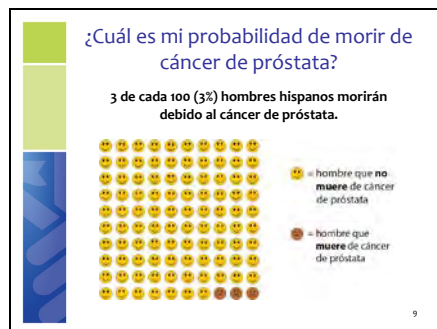 ¿Cuál es mi probabilidad de morir de
cáncer de próstata?
3 de cada 100 (3%) hombres hispanos morirán
debido al cáncer de próstata.
= hombre que no
muere de cáncer
de próstata
= hombre que
muere de cáncer
de próstata
9